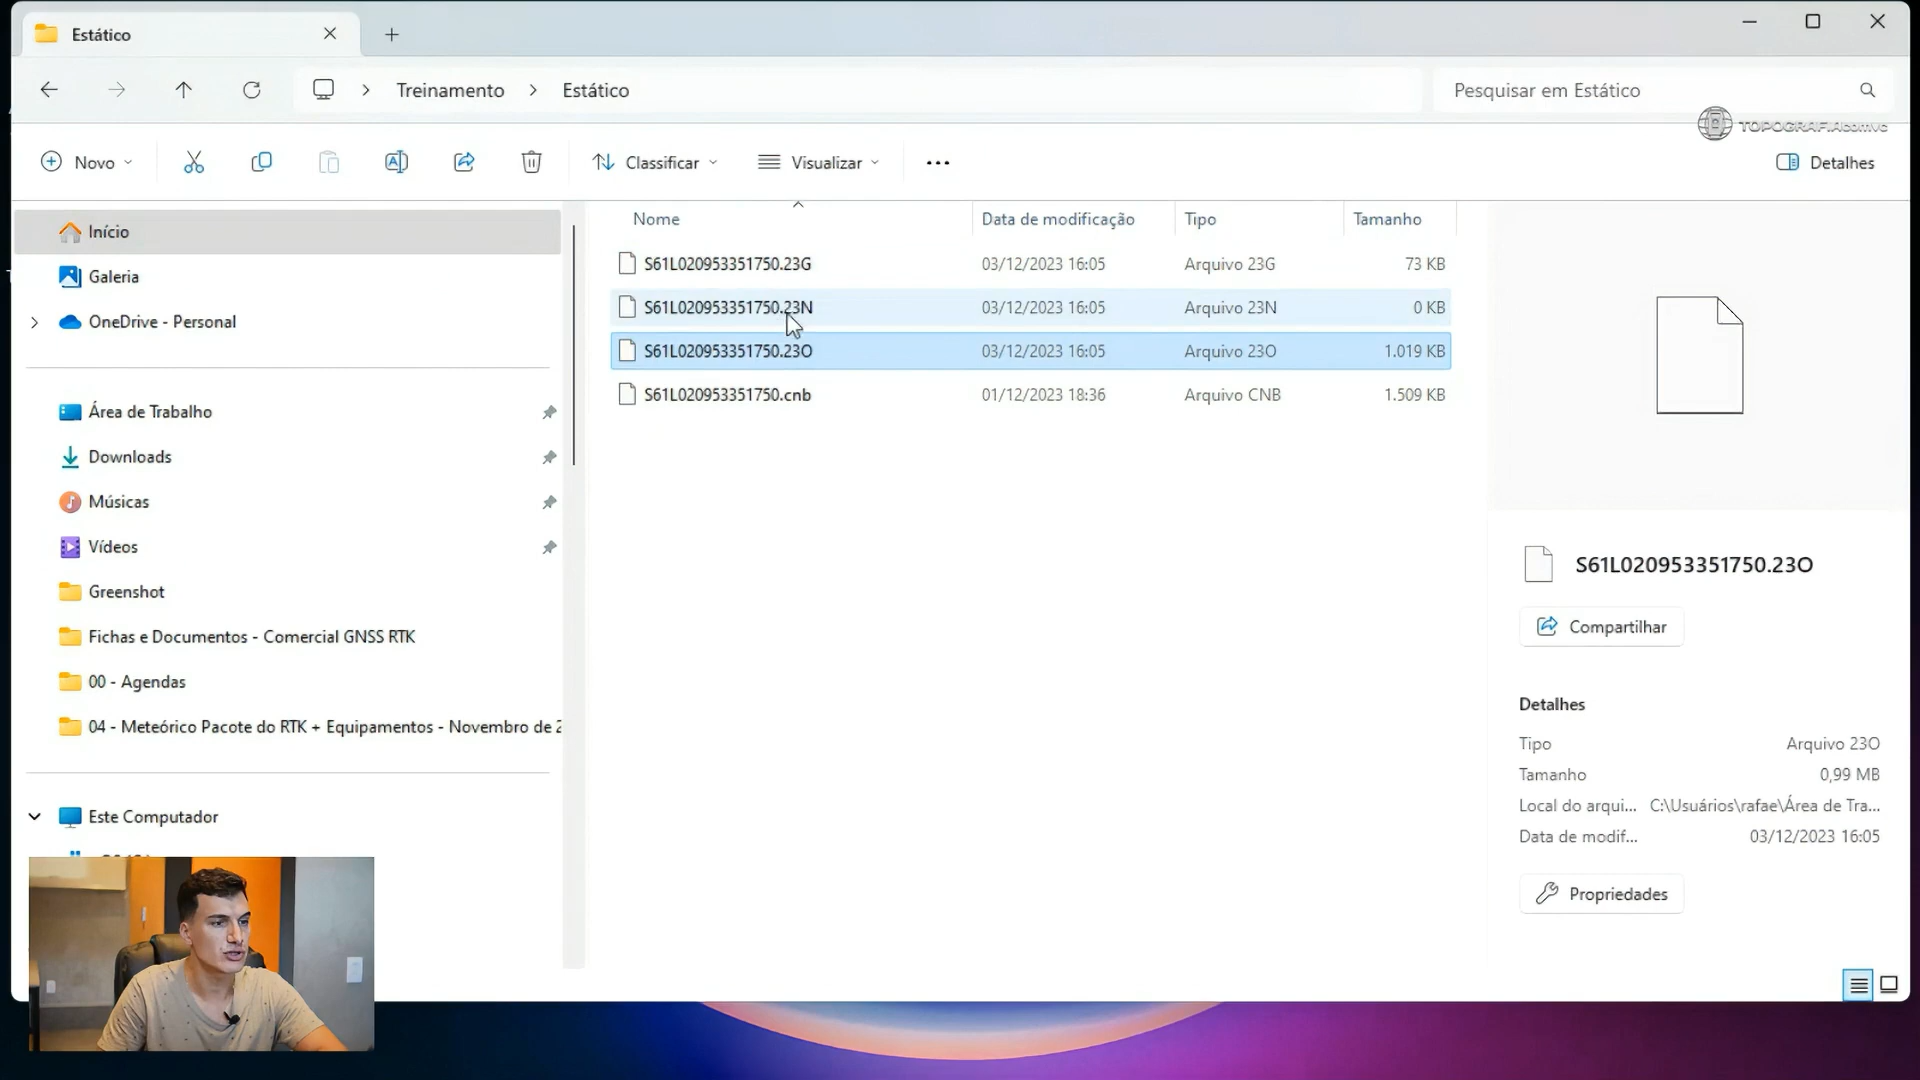 Estático
Treinamento
Estático
Pesquisar em Estático
TOPOGRAFIAcomvc
Novo
Classificar
Visualizar
Detalhes
Início
Galeria
OneDrive - Personal
Área de Trabalho
Downloads
Músicas
Vídeos
Greenshot
Fichas e Documentos - Comercial GNSS RTK
00 - Agendas
04 - Meteórico Pacote do RTK + Equipamentos - Novembro de 2
Este Computador
Nome Data de modificação Tipo Tamanho
S61L020953351750.23G 03/12/2023 16:05 Arquivo 23G 73 KB
S61L020953351750.23N 03/12/2023 16:05 Arquivo 23N 0 KB
S61L020953351750.23O 03/12/2023 16:05 Arquivo 23O 1.019 KB
S61L020953351750.cnb 01/12/2023 18:36 Arquivo CNB 1.509 KB
S61L020953351750.23O
Compartilhar
Detalhes
Tipo Arquivo 23O
Tamanho 0,99 MB
Local do arqui... C:\Usuários\rafae\Área de Tra...
Data de modif... 03/12/2023 16:05
Propriedades